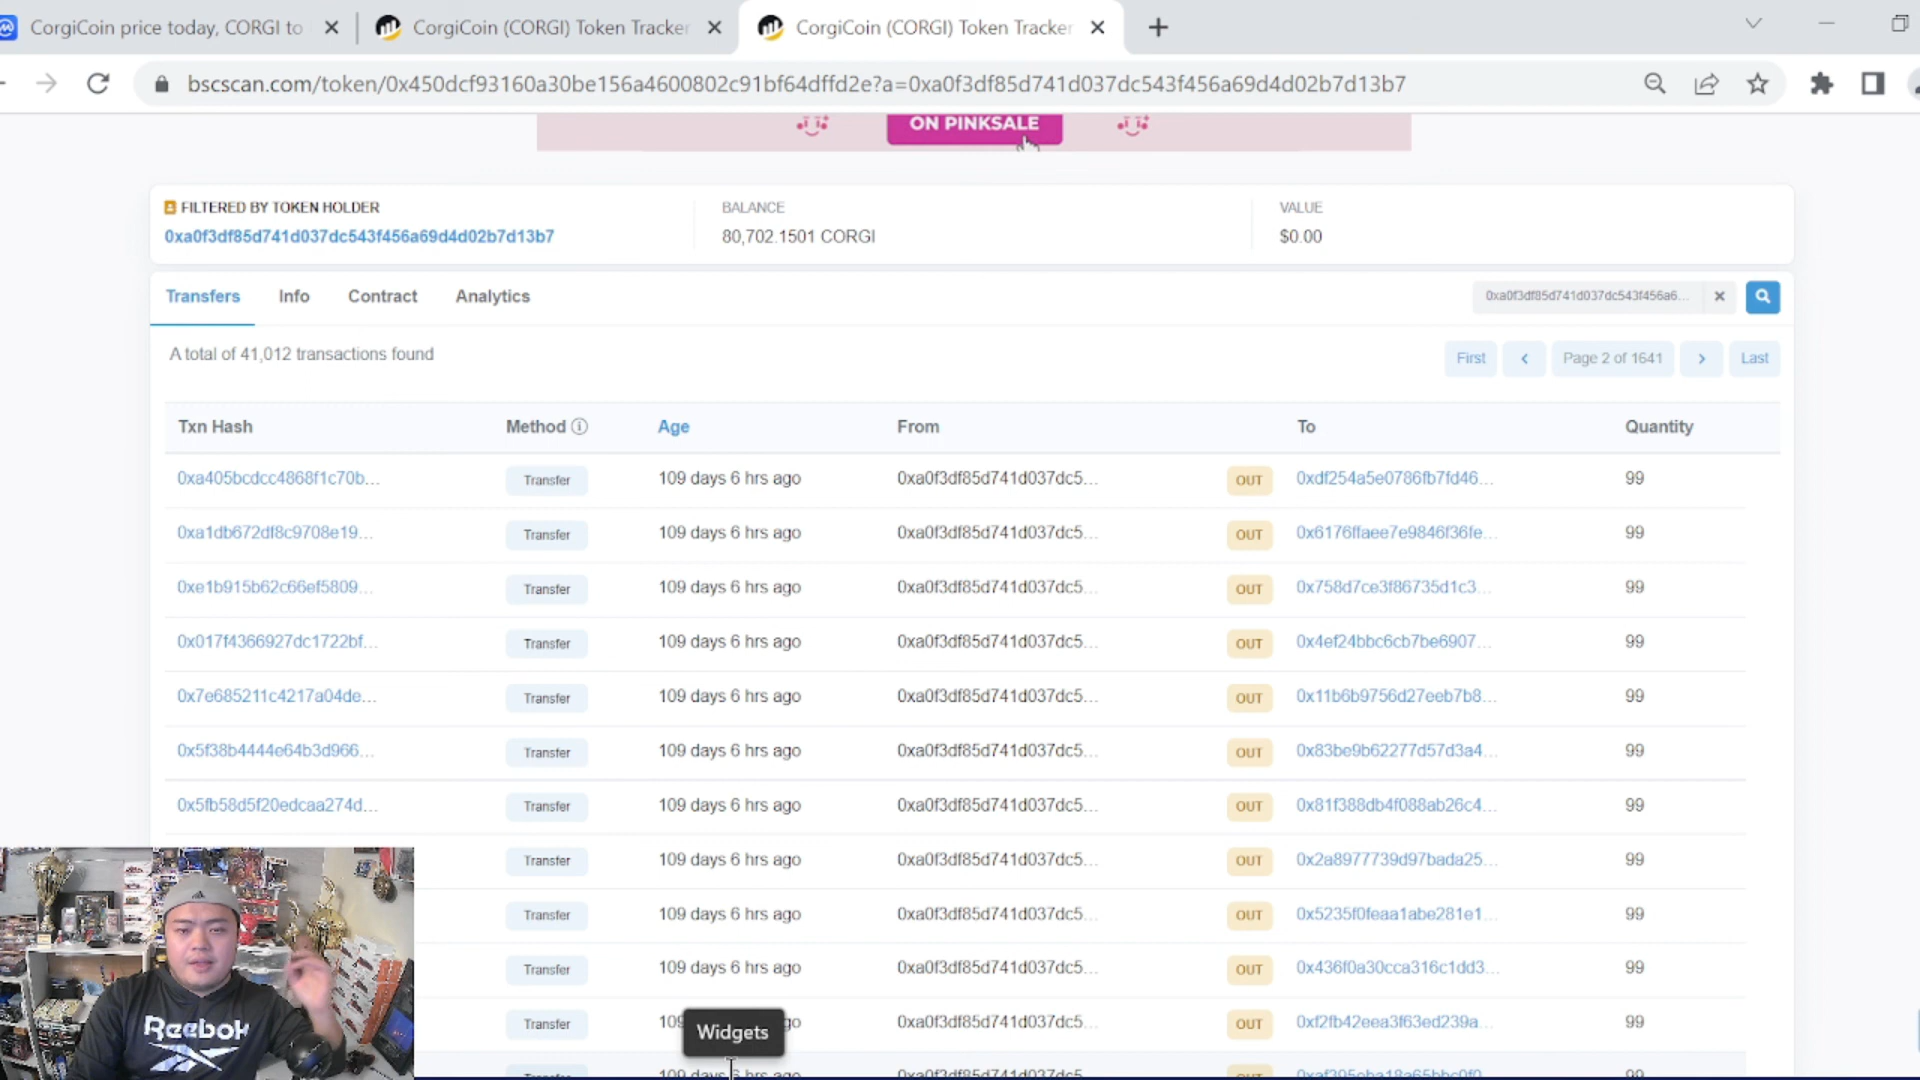 CorgiCoin price today, CORGI to
CorgiCoin (CORGI) Token Tracker
CorgiCoin (CORGI) Token Tracker
bscscan.com/token/0x450dcf93160a30be156a4600802c91bf64dffd2e?a=0xa0f3df85d741d037dc543f456a69d4d02b7d13b7
ON PINKSALE
FILTERED BY TOKEN HOLDER
BALANCE
VALUE
0xa0f3df85d741d037dc543f456a69d4d02b7d13b7
80,702.1501 CORGI
$0.00
Transfers Info Contract Analytics
0xa0f3df85d741d037dc543f456a6...
A total of 41,012 transactions found
First Page 2 of 1641 Last
Txn Hash Method Age From To Quantity
0xa405bcdcc4868f1c70b... Transfer 109 days 6 hrs ago 0xa0f3df85d741d037dc5... OUT 0xdf254a5e0786fb7fd46... 99
0xa1db672df8c9708e19... Transfer 109 days 6 hrs ago 0xa0f3df85d741d037dc5... OUT 0x6176ffaee7e9846f36fe... 99
0xe1b915b62c66ef5809... Transfer 109 days 6 hrs ago 0xa0f3df85d741d037dc5... OUT 0x758d7ce3f86735d1c3... 99
0x017f4366927dc1722bf... Transfer 109 days 6 hrs ago 0xa0f3df85d741d037dc5... OUT 0x4ef24bbc6cb7be6907... 99
0x7e685211c4217a04de... Transfer 109 days 6 hrs ago 0xa0f3df85d741d037dc5... OUT 0x11b6b9756d27eeb7b8... 99
0x5f38b4444e64b3d966... Transfer 109 days 6 hrs ago 0xa0f3df85d741d037dc5... OUT 0x83be9b62277d57d3a4... 99
0x5fb58d5f20edcaa274d... Transfer 109 days 6 hrs ago 0xa0f3df85d741d037dc5... OUT 0x81f388db4f088ab26c4... 99
Transfer 109 days 6 hrs ago 0xa0f3df85d741d037dc5... OUT 0x2a8977739d97bada25... 99
Transfer 109 days 6 hrs ago 0xa0f3df85d741d037dc5... OUT 0x5235f0feaa1abe281e1... 99
Transfer 109 days 6 hrs ago 0xa0f3df85d741d037dc5... OUT 0x436f0a30cca316c1dd3... 99
Transfer 0xa0f3df85d741d037dc5... OUT 0xf2fb42eea3f63ed239a... 99
Widgets
Reebok